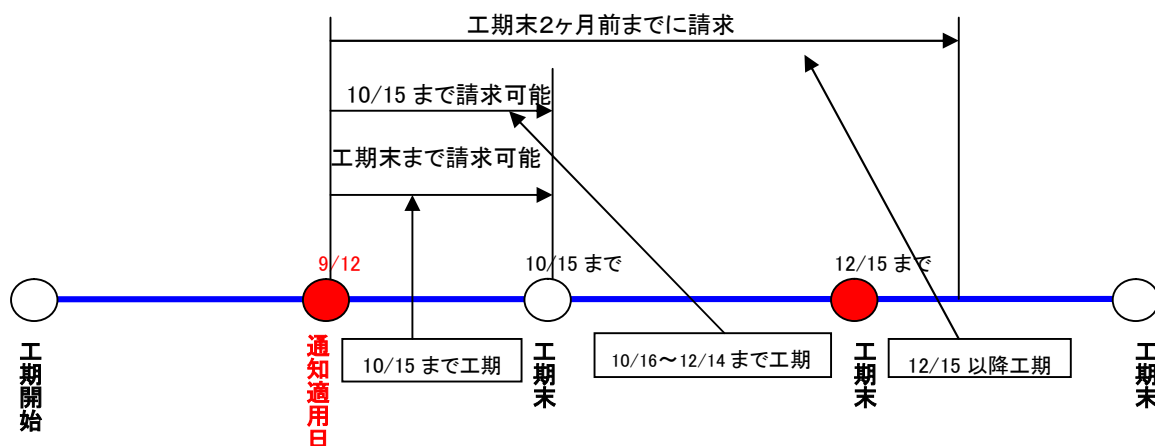 工期末2ヶ月前までに請求
10/15 まで請求可能
工期末まで請求可能
9/12
10/15 まで
12/15 まで
工期開始
通知適用日
10/15 まで工期
工期末
10/16～12/14 まで工期
工期末
12/15 以降工期
工期末